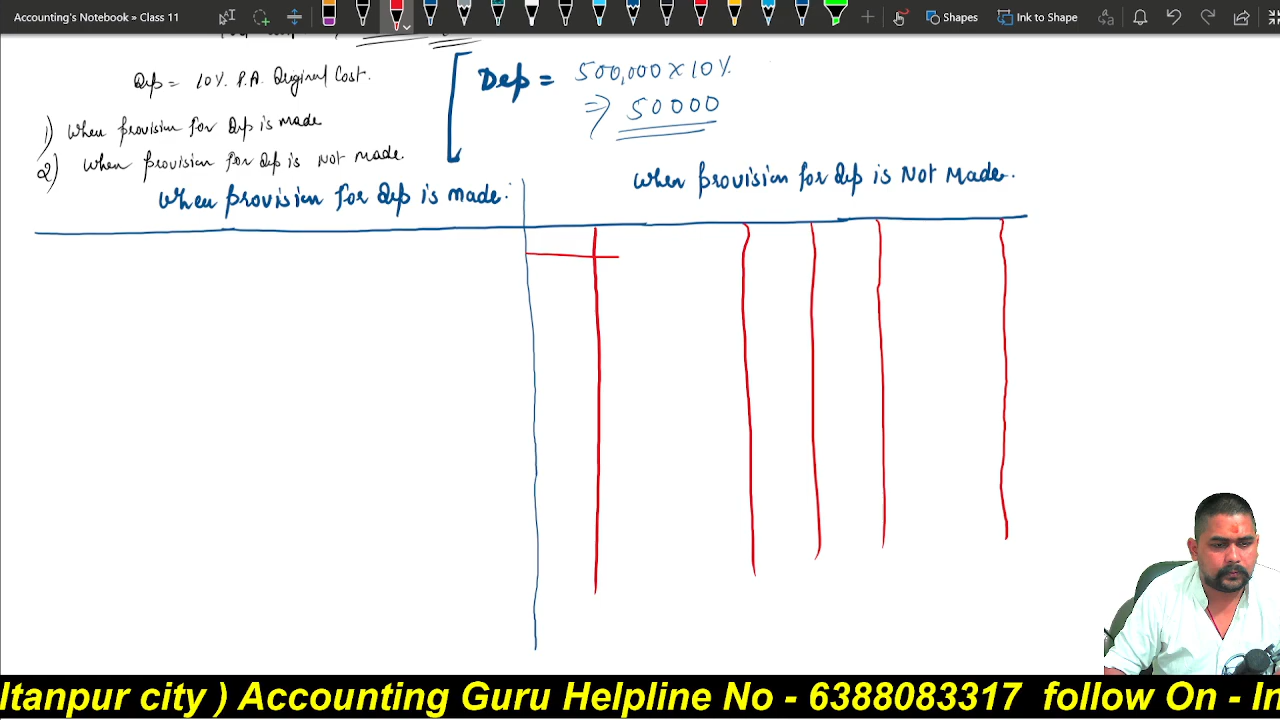 Accounting's Notebook » Class 11
Shapes
Ink to Shape
Dep = 10% P.A. Original Cost.
1) When provision for Dep is made
2) When provision for Dep is Not made.
Dep = 500,000 × 10%
⇒ 50000
When provision for Dep is made.
When provision for Dep is Not Made.
ltanpur city ) Accounting Guru Helpline No - 6388083317 follow On - In